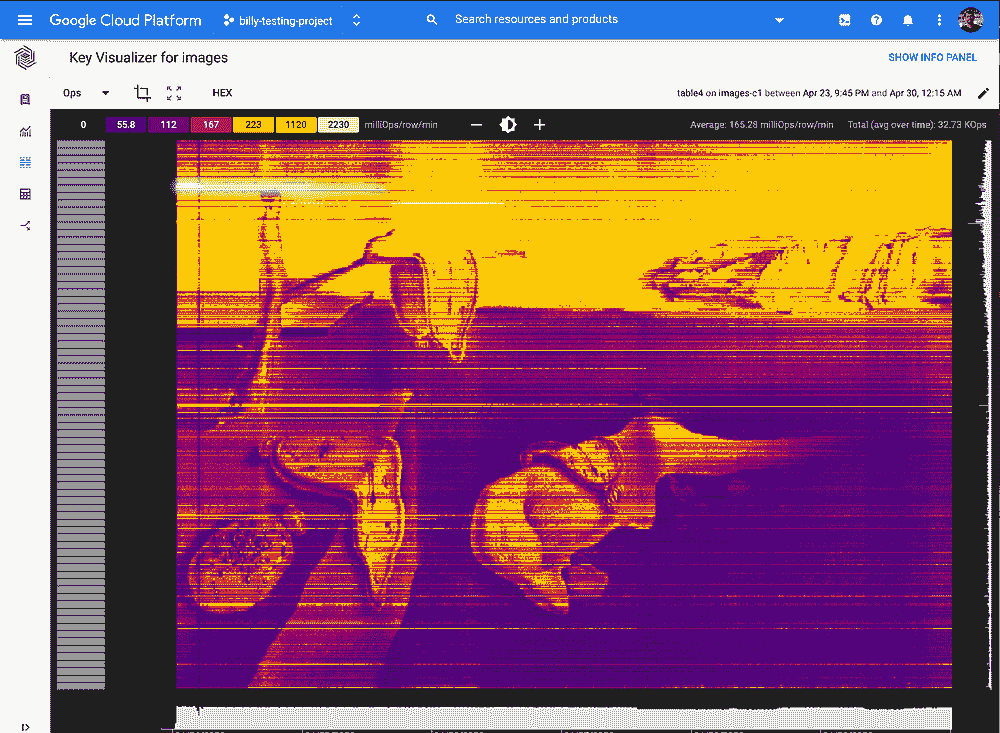 Google Cloud Platform billy-testing-project Search resources and products
Key Visualizer for images SHOW INFO PANEL
Ops HEX table4 on images-c1 between Apr 23, 9:45 PM and Apr 30, 12:15 AM
0 55.8 112 167 223 1120 2230 milliOps/row/min Average: 165.28 milliOps/row/min Total (avg over time): 32.73 KOps